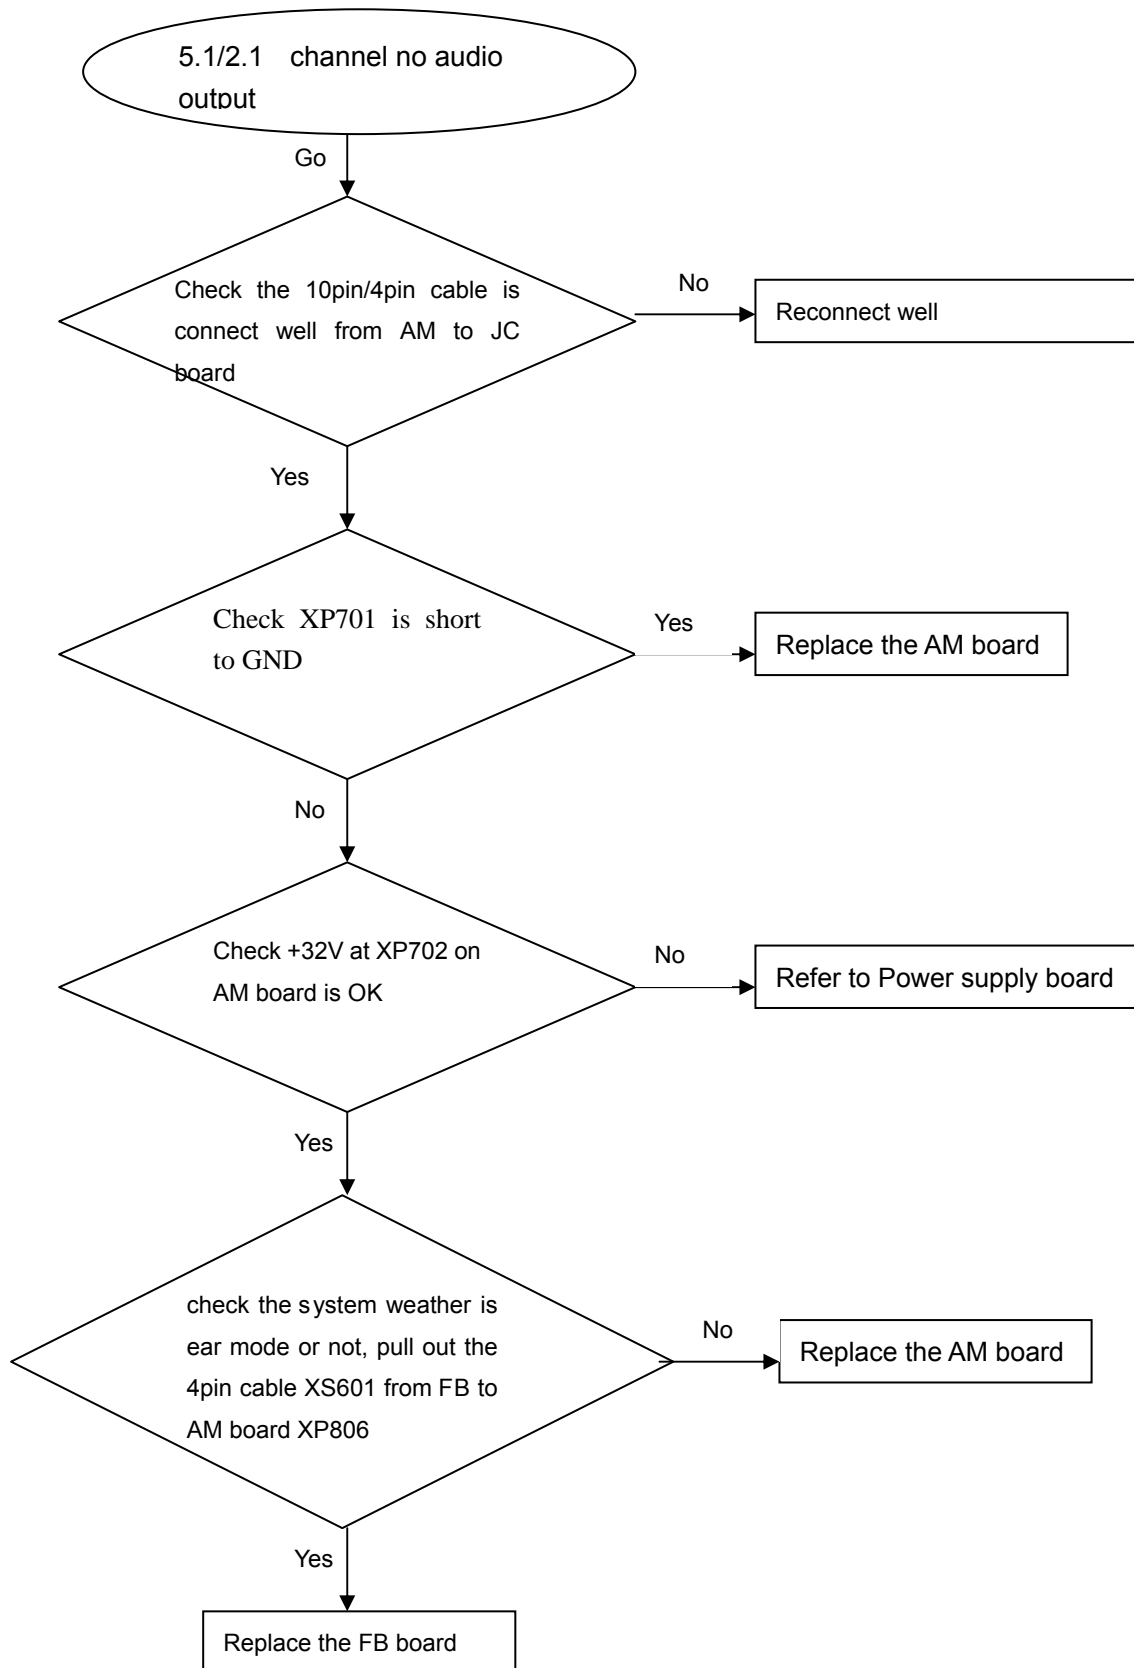 5.1/2.1 channel no audio
output
Go
Check the 10pin/4pin cable is
connect well from AM to JC
board
No
Reconnect well
Yes
Check XP701 is short
to GND
Yes
Replace the AM board
No
Check +32V at XP702 on
AM board is OK
No
Refer to Power supply board
Yes
check the system weather is
ear mode or not, pull out the
4pin cable XS601 from FB to
AM board XP806
No
Replace the AM board
Yes
Replace the FB board